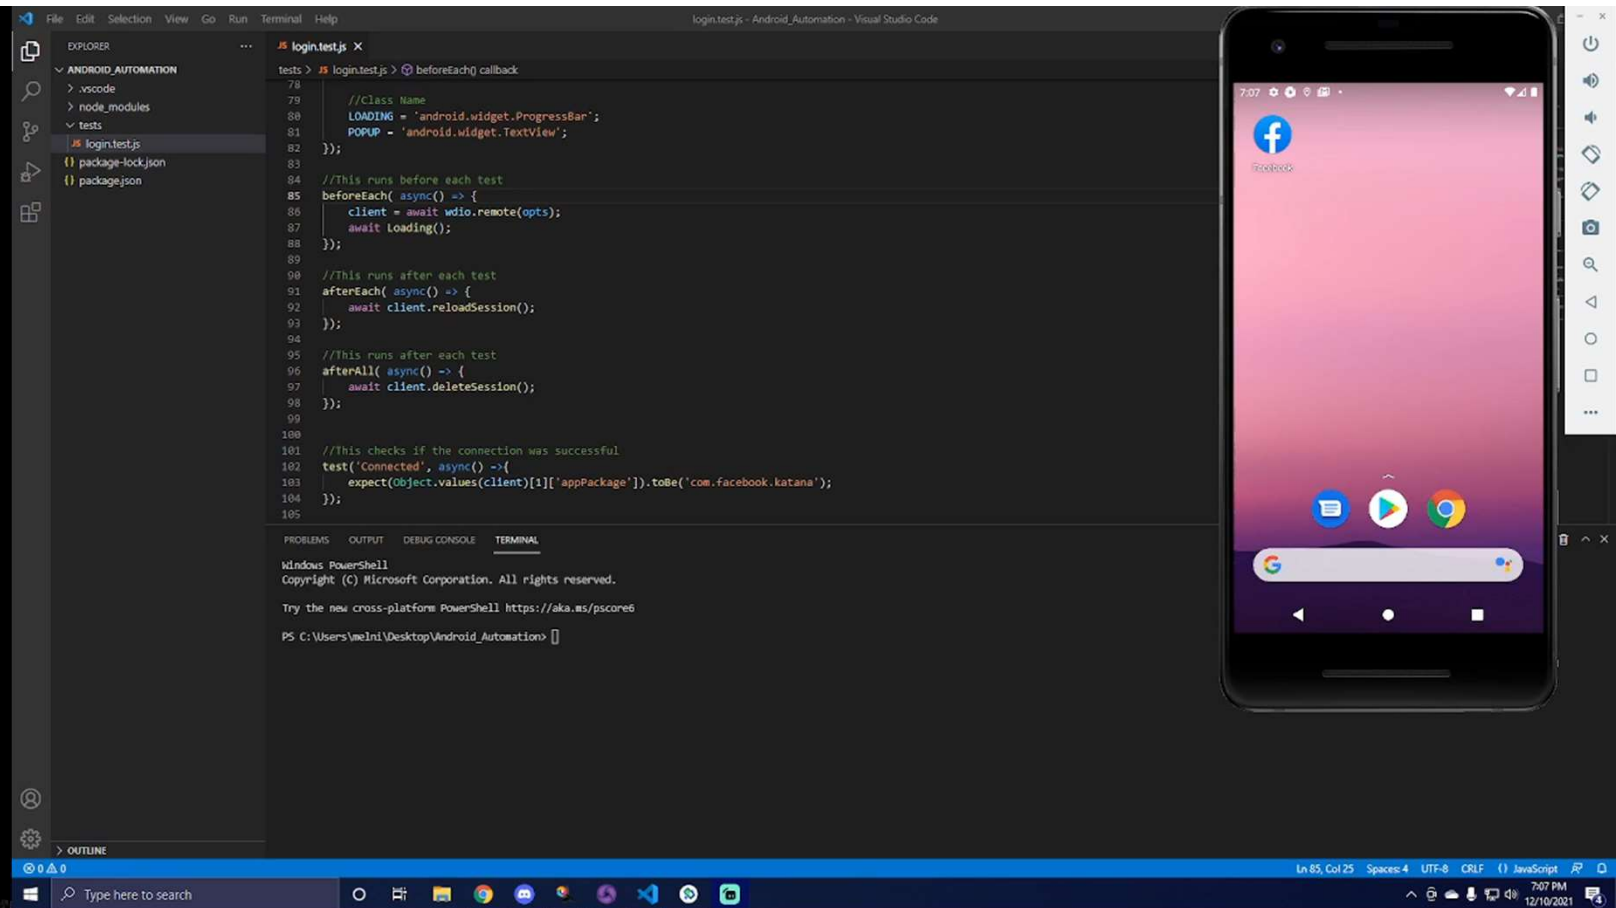 File Edit Selection View Go Run Terminal Help
login.test.js - Android_Automation - Visual Studio Code
EXPLORER
ANDROID_AUTOMATION
.vscode
node_modules
tests
JS login.test.js
{} package-lock.json
{} package.json
OUTLINE
JS login.test.js
tests > JS login.test.js > beforeEach() callback
78
79 //Class Name
80 LOADING = 'android.widget.ProgressBar';
81 POPUP = 'android.widget.TextView';
82 });
83
84 //This runs before each test
85 beforeEach( async() => {
86 client = await wdio.remote(opts);
87 await Loading();
88 });
89
90 //This runs after each test
91 afterEach( async() => {
92 await client.reloadSession();
93 });
94
95 //This runs after each test
96 afterAll( async() => {
97 await client.deleteSession();
98 });
99
100
101 //This checks if the connection was successful
102 test('Connected', async() =>{
103 expect(Object.values(client)[1]['appPackage']).toBe('com.facebook.katana');
104 });
105
PROBLEMS OUTPUT DEBUG CONSOLE TERMINAL
Windows PowerShell
Copyright (C) Microsoft Corporation. All rights reserved.
Try the new cross-platform PowerShell https://aka.ms/pscore6
PS C:\Users\melni\Desktop\Android_Automation>
7:07
Facebook
0 0
Ln 85, Col 25 Spaces: 4 UTF-8 CRLF {} JavaScript
Type here to search
7:07 PM
12/10/2021
4